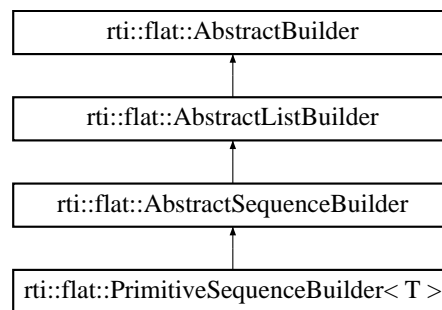 rti::flat::AbstractBuilder
rti::flat::AbstractListBuilder
rti::flat::AbstractSequenceBuilder
rti::flat::PrimitiveSequenceBuilder< T >